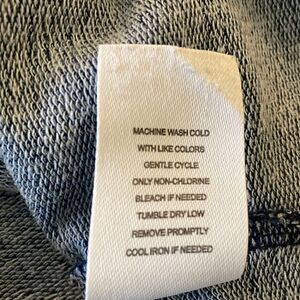 MACHINE WASH COLD
WITH LIKE COLORS
GENTLE CYCLE
ONLY NON-CHLORINE
BLEACH IF NEEDED
TUMBLE DRY LOW
REMOVE PROMPTLY
COOL IRON IF NEEDED